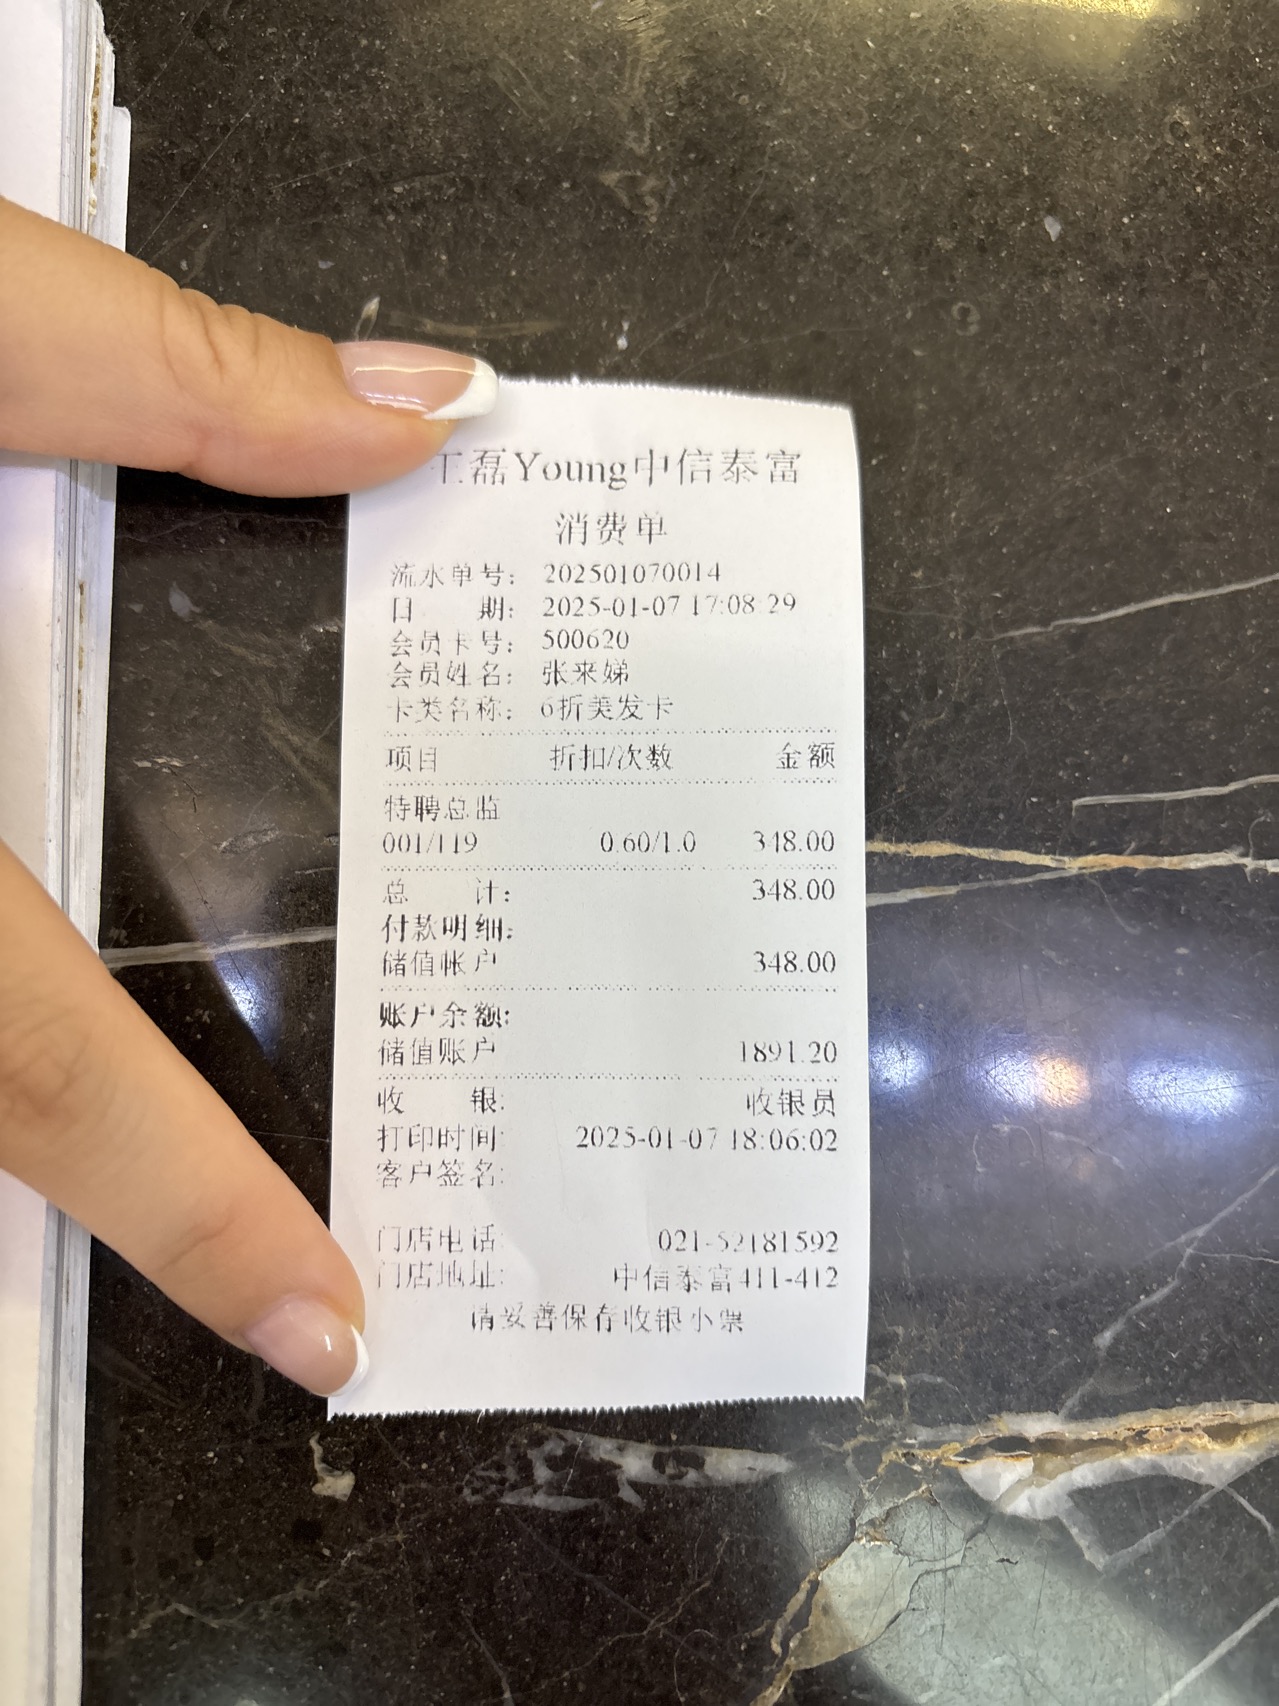 王磊Young中信泰富
消费单
流水单号: 202501070014
日 期: 2025-01-07 17:08:29
会员卡号: 500620
会员姓名: 张来娣
卡类名称: 6折美发卡
项目 折扣/次数 金额
特聘总监
001/119 0.60/1.0 348.00
总 计: 348.00
付款明细:
储值帐户 348.00
账户余额:
储值账户 1891.20
收 银: 收银员
打印时间: 2025-01-07 18:06:02
客户签名:
门店电话: 021-52181592
门店地址: 中信泰富411-412
请妥善保存收银小票